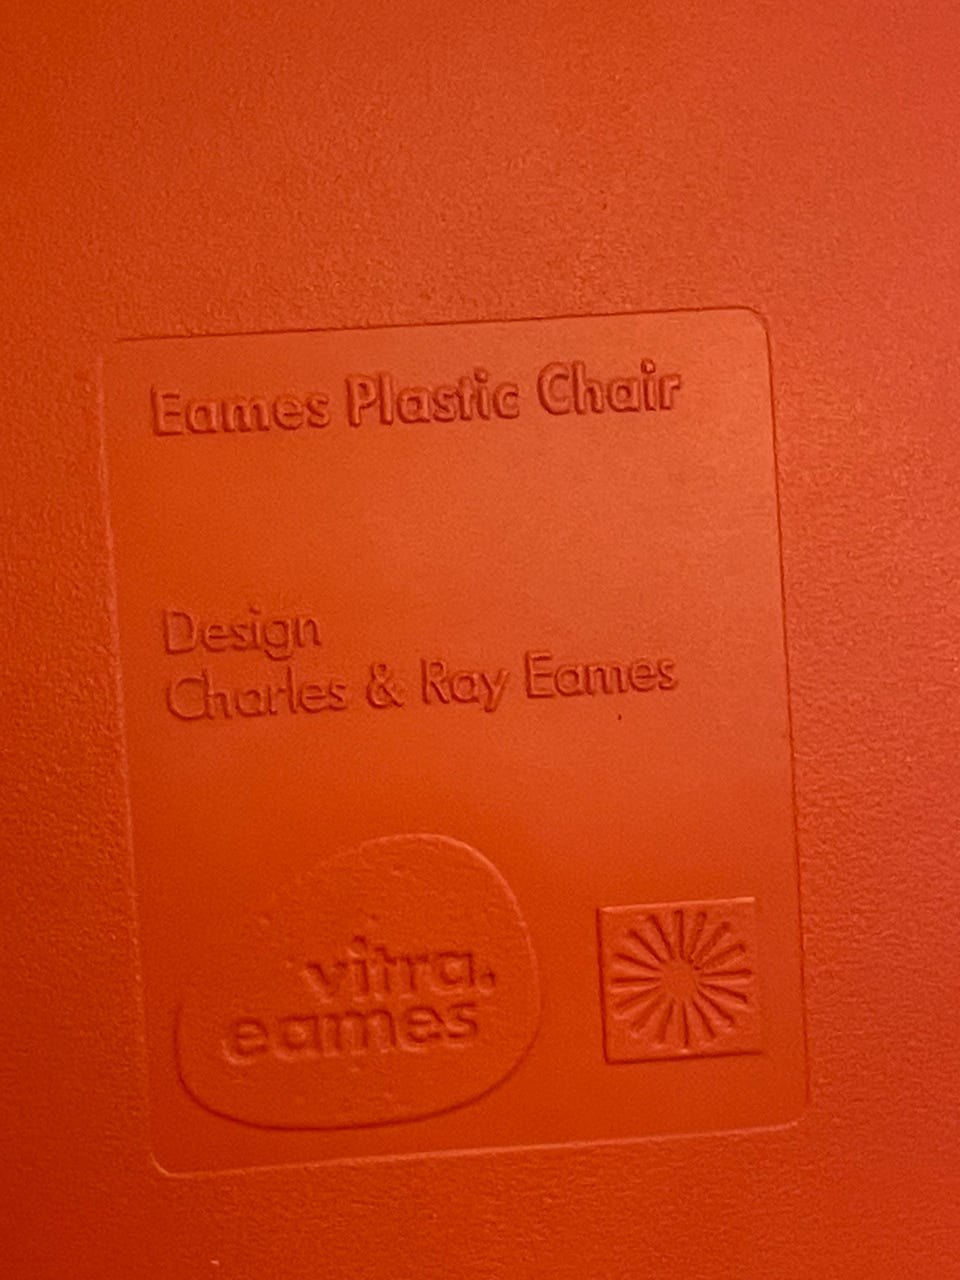 Eames Plastic Chair
Design
Charles & Ray Eames
vitra.
eames